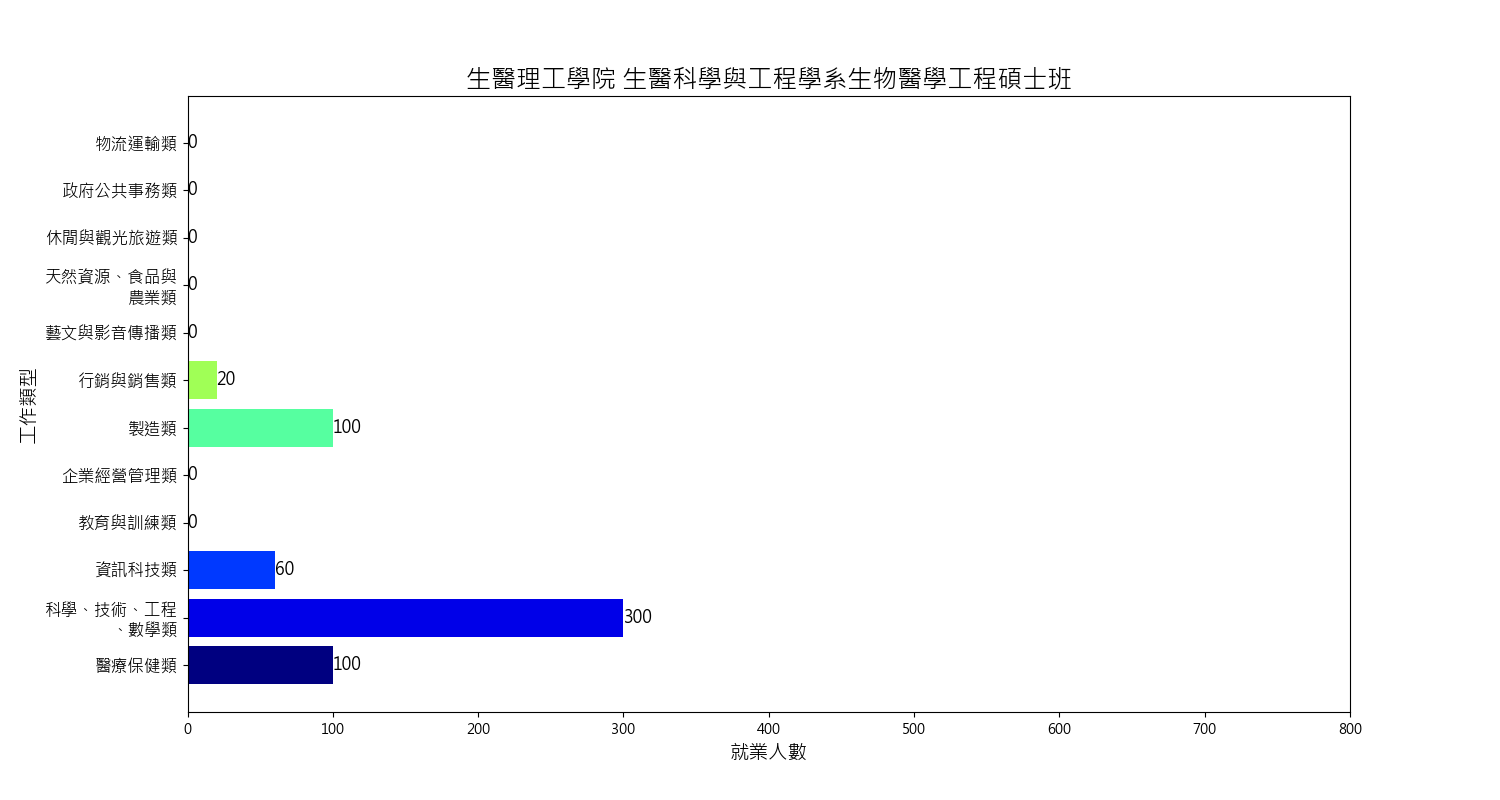 生醫理工學院 生醫科學與工程學系生物醫學工程碩士班
工作類型
物流運輸類 0
政府公共事務類 0
休閒與觀光旅遊類 0
天然資源、食品與
農業類 0
藝文與影音傳播類 0
行銷與銷售類 20
製造類 100
企業經營管理類 0
教育與訓練類 0
資訊科技類 60
科學、技術、工程
、數學類 300
醫療保健類 100
0 100 200 300 400 500 600 700 800
就業人數